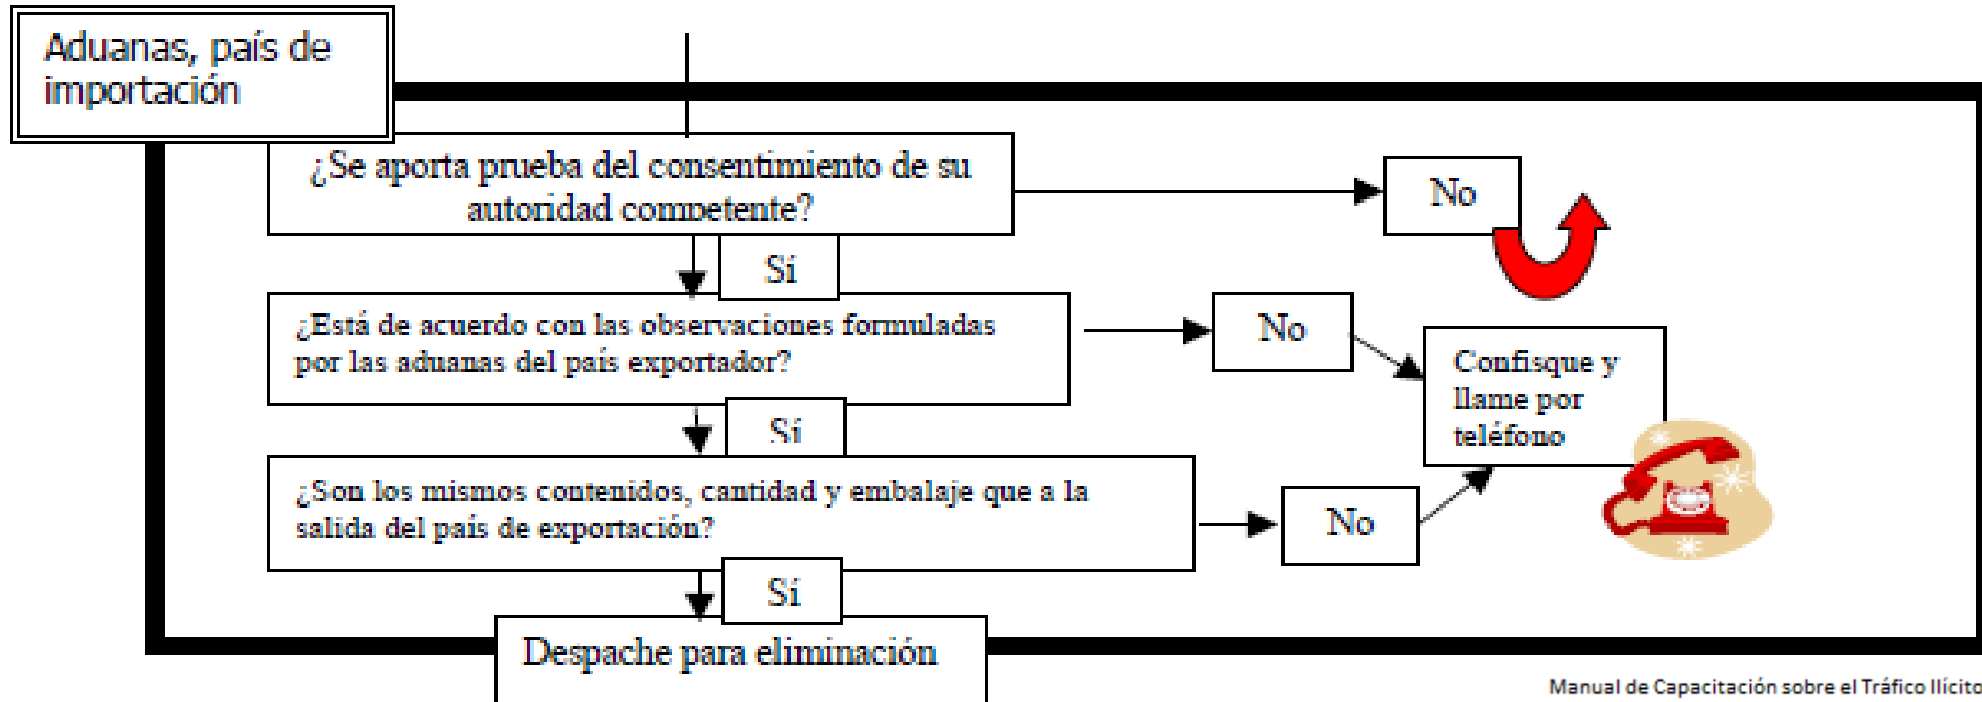 Aduanas, país de
importación
¿Se aporta prueba del consentimiento de su
autoridad competente?
No
Sí
¿Está de acuerdo con las observaciones formuladas
por las aduanas del país exportador?
No
Confisque y
llame por
teléfono
Sí
¿Son los mismos contenidos, cantidad y embalaje que a la
salida del país de exportación?
No
Sí
Despache para eliminación
Manual de Capacitación sobre el Tráfico Ilícito